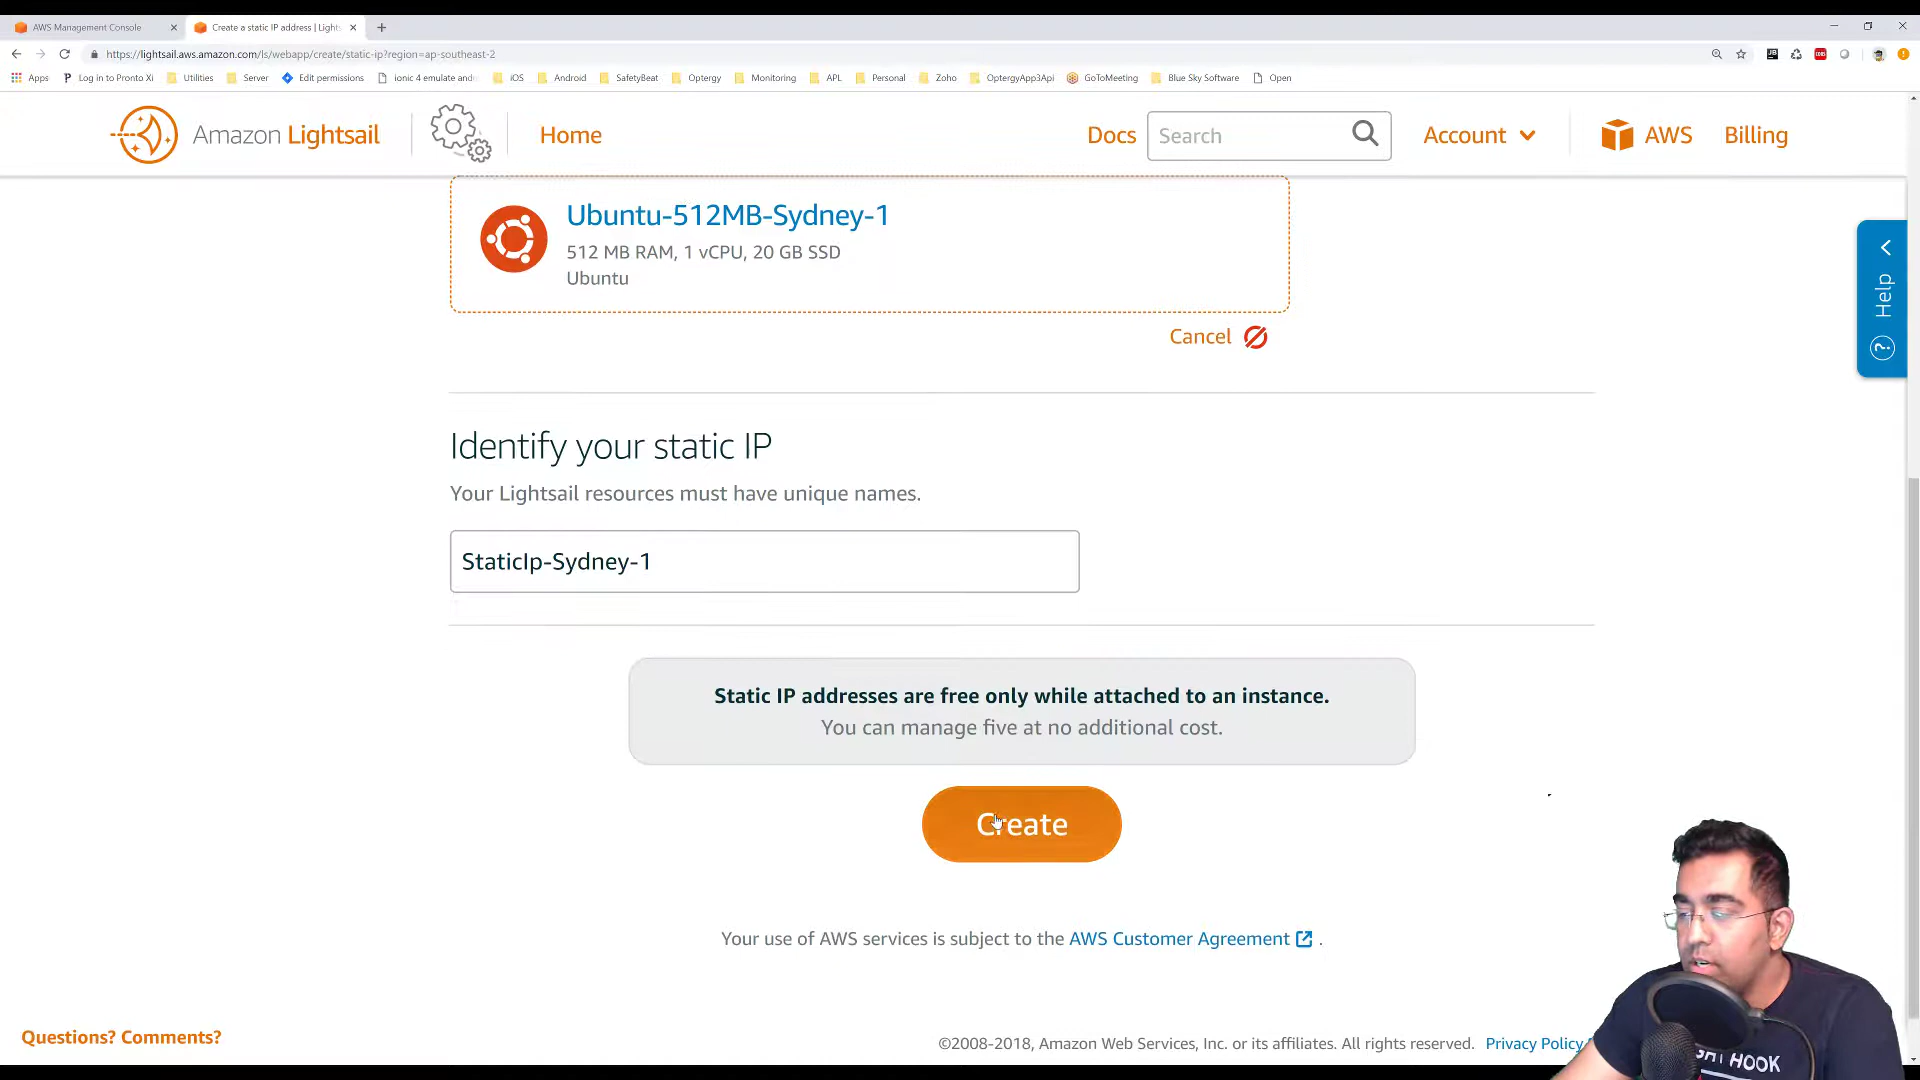 AWS Management Console
Create a static IP address | Lights
https://lightsail.aws.amazon.com/ls/webapp/create/static-ip?region=ap-southeast-2
Apps
Log in to Pronto Xi
Utilities
Server
Edit permissions
ionic 4 emulate and
iOS
Android
SafetyBeat
Optergy
Monitoring
APL
Personal
Zoho
OptergyApp3Api
GoToMeeting
Blue Sky Software
Open
Amazon Lightsail
Home
Docs
Search
Account
AWS
Billing
Ubuntu-512MB-Sydney-1
512 MB RAM, 1 vCPU, 20 GB SSD
Ubuntu
Cancel
Help
Identify your static IP
Your Lightsail resources must have unique names.
StaticIp-Sydney-1
Static IP addresses are free only while attached to an instance.
You can manage five at no additional cost.
Create
Your use of AWS services is subject to the AWS Customer Agreement .
Questions? Comments?
©2008-2018, Amazon Web Services, Inc. or its affiliates. All rights reserved.
Privacy Policy
HOOK